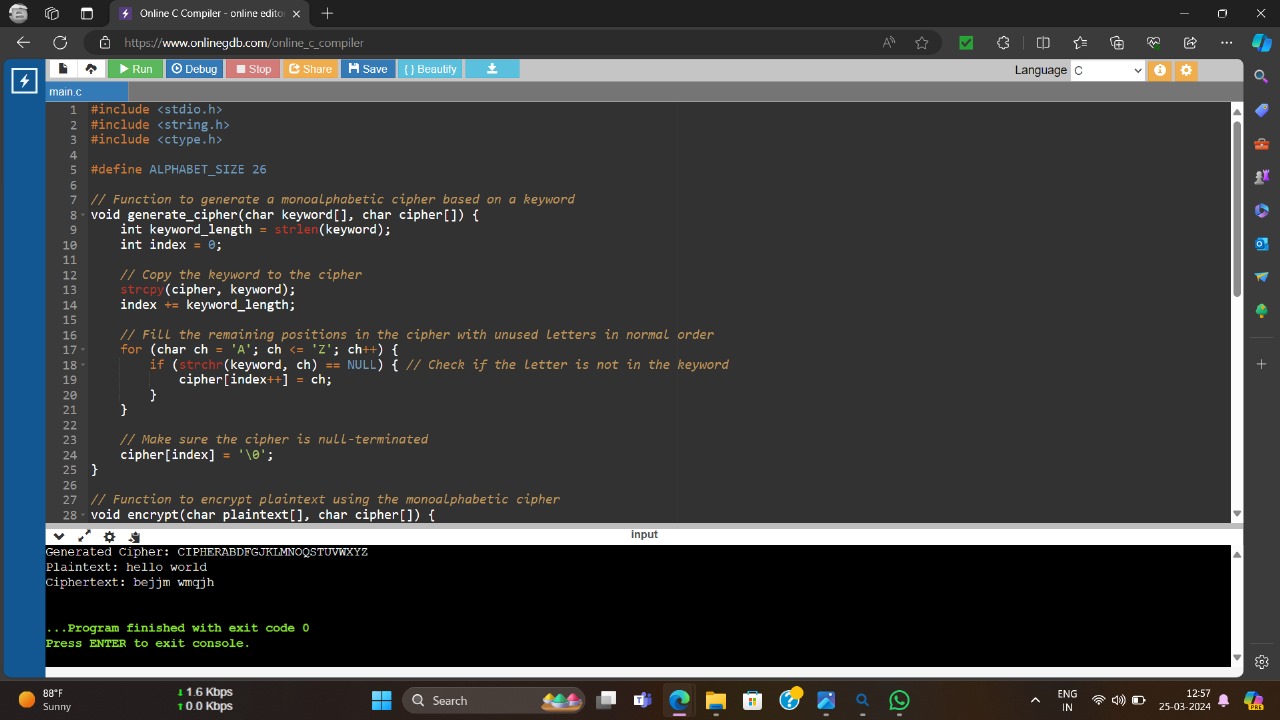 Online C Compiler - online edito
https://www.onlinegdb.com/online_c_compiler
Run Debug Stop Share Save { } Beautify Language C
main.c
1 #include <stdio.h>
2 #include <string.h>
3 #include <ctype.h>
4
5 #define ALPHABET_SIZE 26
6
7 // Function to generate a monoalphabetic cipher based on a keyword
8 void generate_cipher(char keyword[], char cipher[]) {
9 int keyword_length = strlen(keyword);
10 int index = 0;
11
12 // Copy the keyword to the cipher
13 strcpy(cipher, keyword);
14 index += keyword_length;
15
16 // Fill the remaining positions in the cipher with unused letters in normal order
17 for (char ch = 'A'; ch <= 'Z'; ch++) {
18 if (strchr(keyword, ch) == NULL) { // Check if the letter is not in the keyword
19 cipher[index++] = ch;
20 }
21 }
22
23 // Make sure the cipher is null-terminated
24 cipher[index] = '\0';
25 }
26
27 // Function to encrypt plaintext using the monoalphabetic cipher
28 void encrypt(char plaintext[], char cipher[]) {
input
Generated Cipher: CIPHERABDFGJKLMNOQSTUVWXYZ
Plaintext: hello world
Ciphertext: bejjm wmqjh
...Program finished with exit code 0
Press ENTER to exit console.
88°F
Sunny
1.6 Kbps
0.0 Kbps
Search
ENG
IN
12:57
25-03-2024
PRE